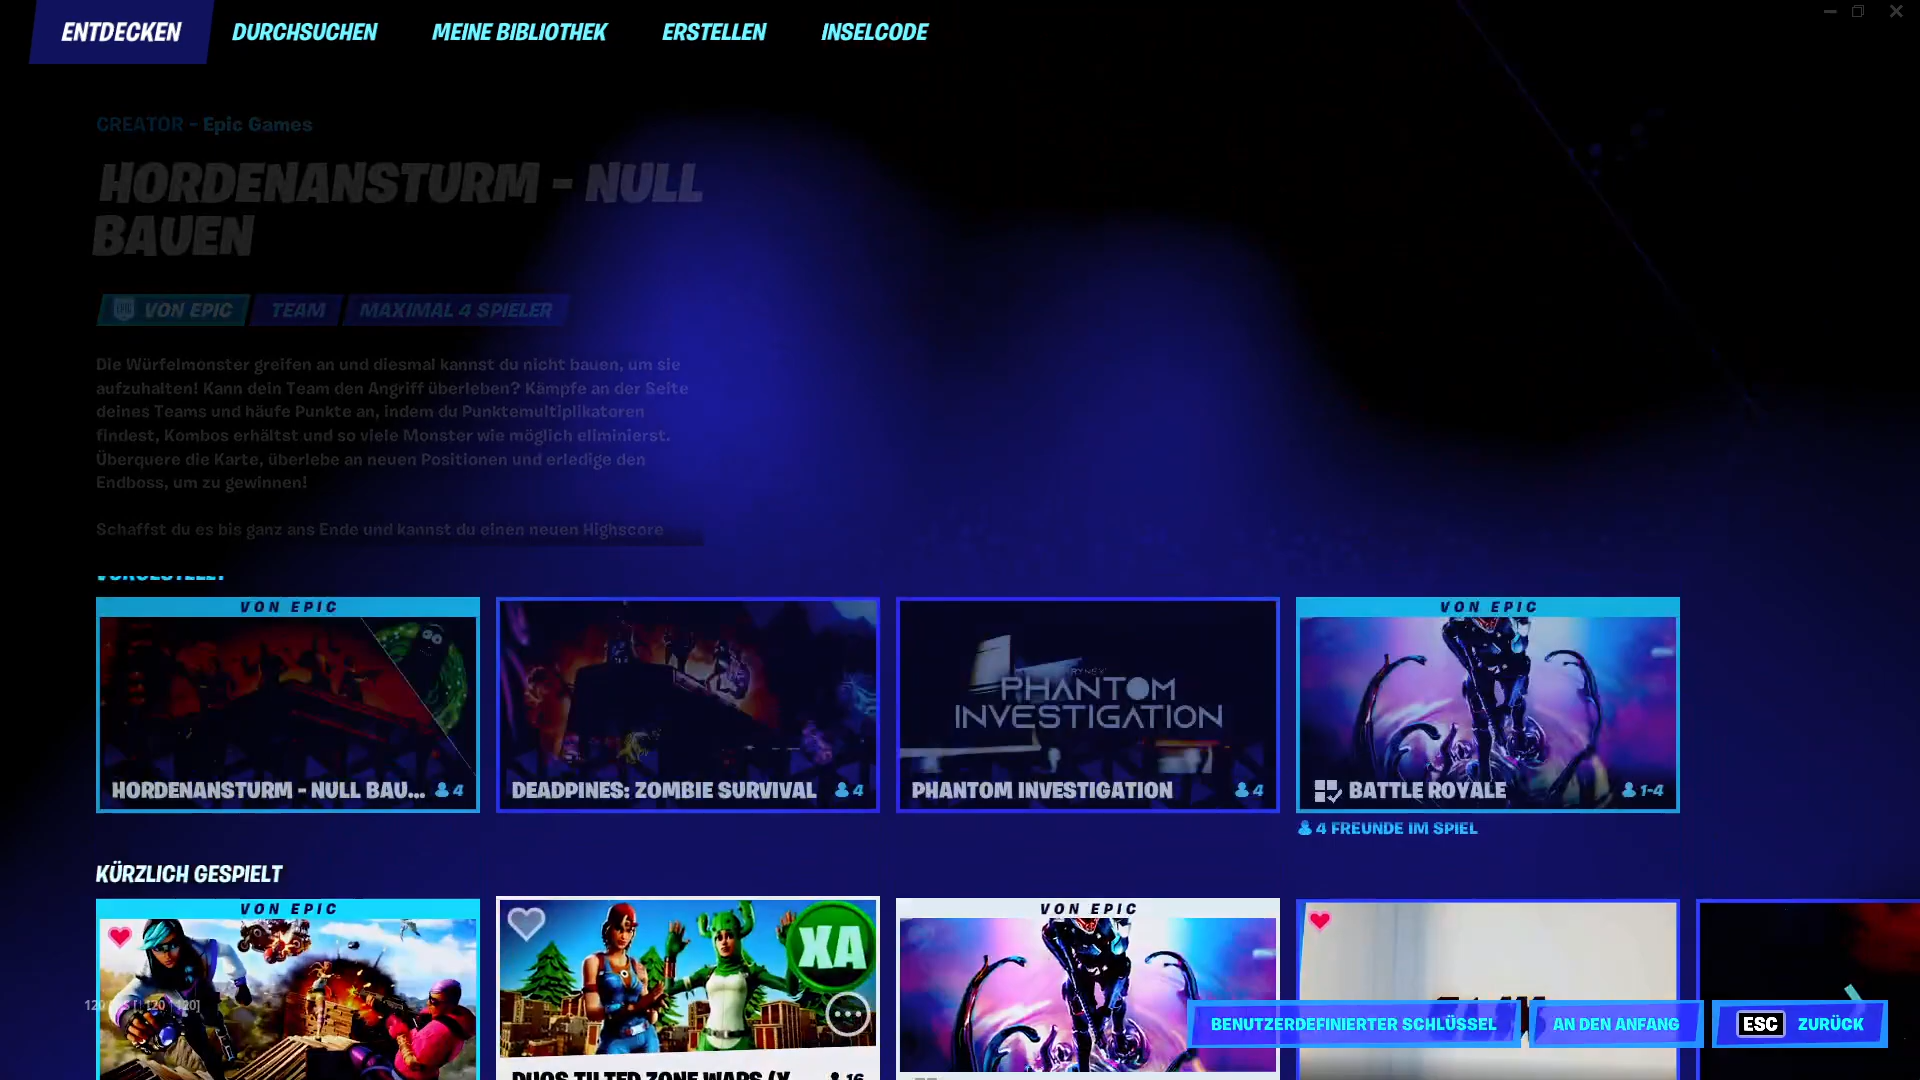 ENTDECKEN DURCHSUCHEN MEINE BIBLIOTHEK ERSTELLEN INSELCODE
CREATOR - Epic Games
HORDENANSTURM - NULL
BAUEN
VON EPIC TEAM MAXIMAL 4 SPIELER
Die Würfelmonster greifen an und diesmal kannst du nicht bauen, um sie
aufzuhalten! Kann dein Team den Angriff überleben? Kämpfe an der Seite
deines Teams und häufe Punkte an, indem du Punktemultiplikatoren
findest, Kombos erhältst und so viele Monster wie möglich eliminierst.
Überquere die Karte, überlebe an neuen Positionen und erledige den
Endboss, um zu gewinnen!
Schaffst du es bis ganz ans Ende und kannst du einen neuen Highscore
VORGESTELLT
VON EPIC
HORDENANSTURM - NULL BAU... 4
DEADPINES: ZOMBIE SURVIVAL 4
PHANTOM
INVESTIGATION
PHANTOM INVESTIGATION 4
VON EPIC
BATTLE ROYALE 1-4
4 FREUNDE IM SPIEL
KÜRZLICH GESPIELT
VON EPIC
XA
DUOS TILTED ZONE WARS (X 16
VON EPIC
BENUTZERDEFINIERTER SCHLÜSSEL AN DEN ANFANG ESC ZURÜCK